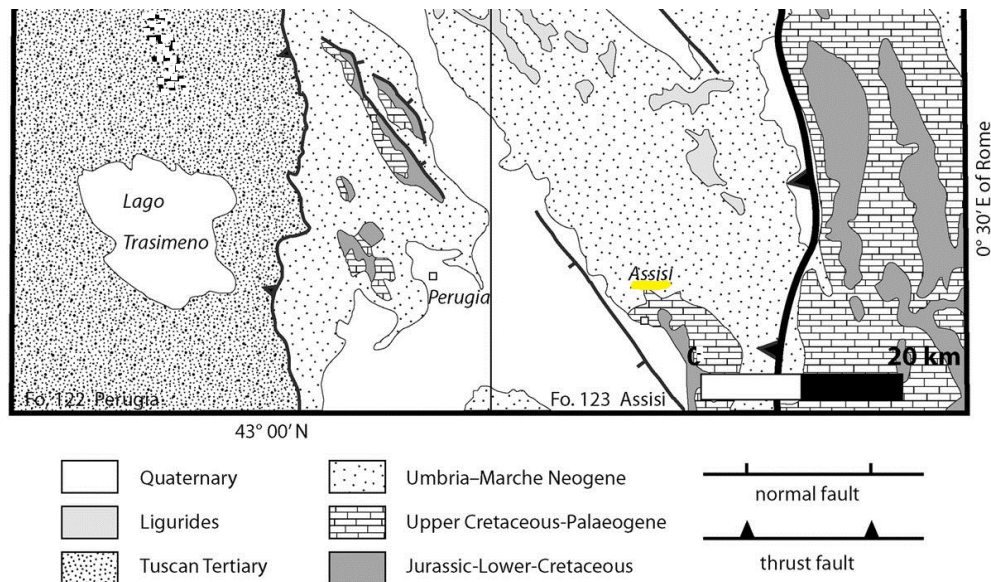 Lago
Trasimeno
Perugia
Assisi
0° 30′ E of Rome
20 km
Fo. 122 Perugia
Fo. 123 Assisi
43° 00′ N
Quaternary
Ligurides
Tuscan Tertiary
Umbria–Marche Neogene
Upper Cretaceous-Palaeogene
Jurassic-Lower-Cretaceous
normal fault
thrust fault